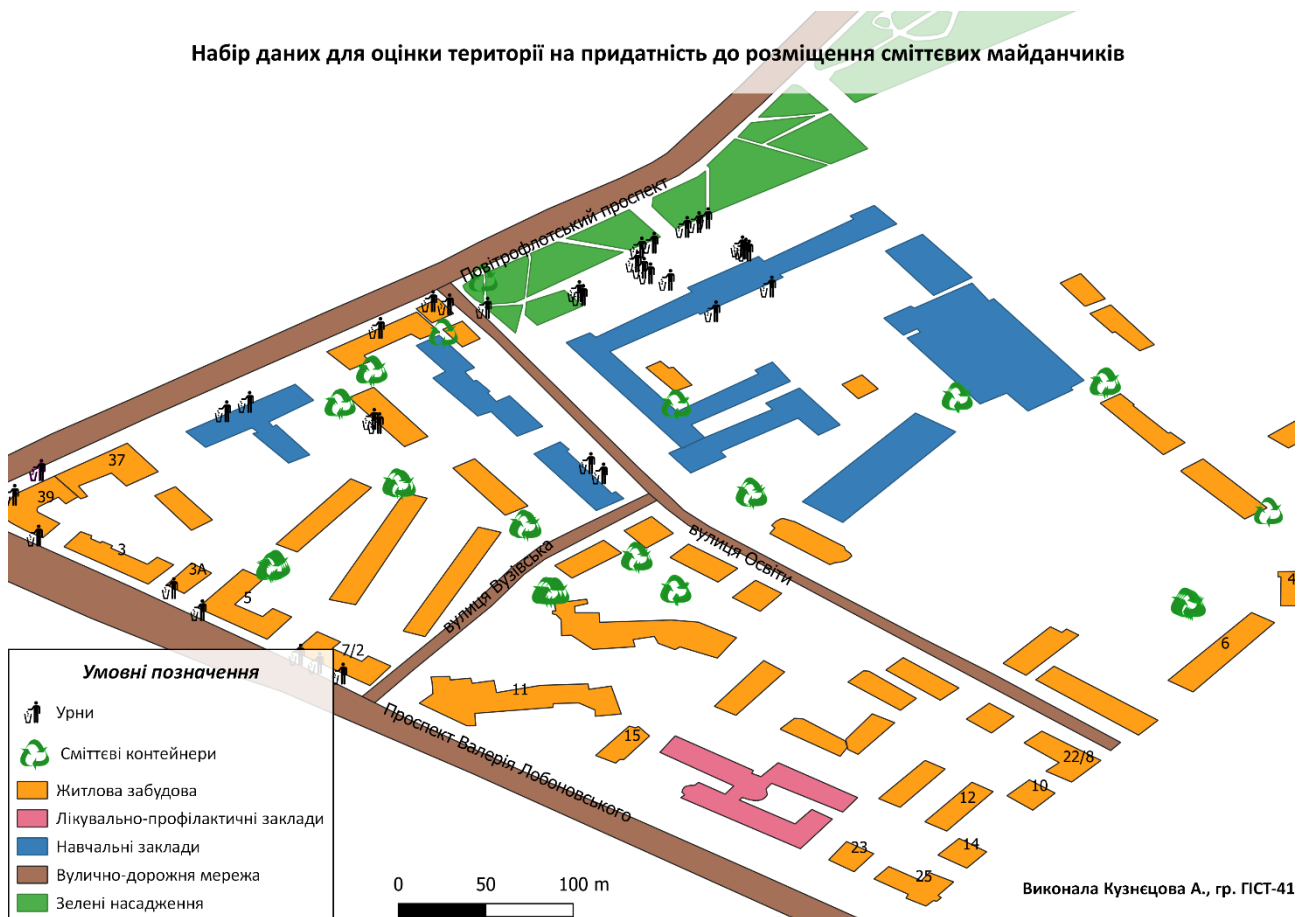 Набір даних для оцінки території на придатність до розміщення сміттєвих майданчиків
Повітрофлотський проспект
37
39
3
3А
5
7/2
вулиця Вузівська
вулиця Освіти
4
6
11
15
Проспект Валерія Лобоновського
22/8
12
10
14
23
25
Умовні позначення
Урни
Сміттєві контейнери
Житлова забудова
Лікувально-профілактичні заклади
Навчальні заклади
Вулично-дорожня мережа
Зелені насадження
0 50 100 m
Виконала Кузнєцова А., гр. ГІСТ-41